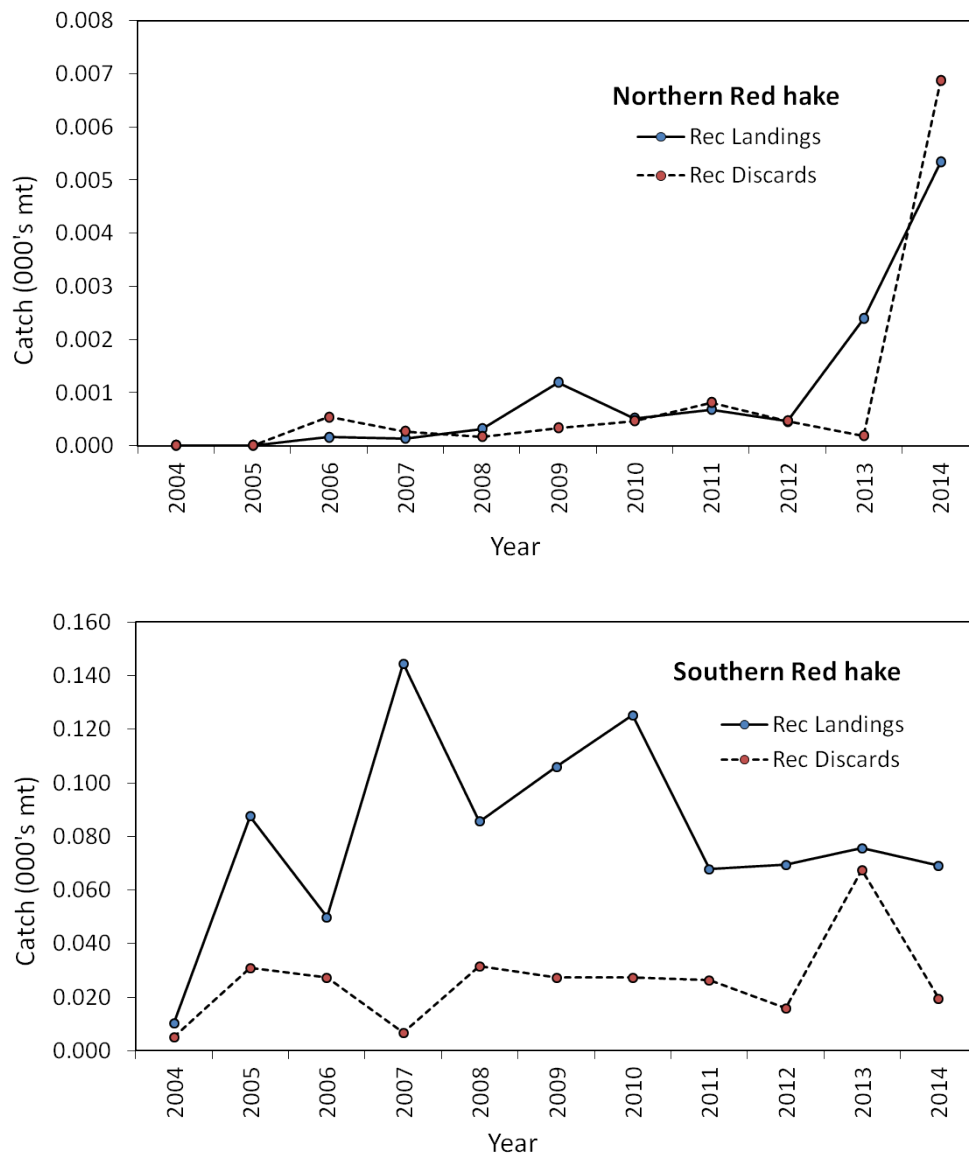 0.008
0.007
0.006
0.005
0.004
0.003
0.002
0.001
0.000
Catch (000's mt)
Northern Red hake
Rec Landings
Rec Discards
2004 2005 2006 2007 2008 2009 2010 2011 2012 2013 2014
Year
0.160
0.140
0.120
0.100
0.080
0.060
0.040
0.020
0.000
Catch (000's mt)
Southern Red hake
Rec Landings
Rec Discards
2004 2005 2006 2007 2008 2009 2010 2011 2012 2013 2014
Year